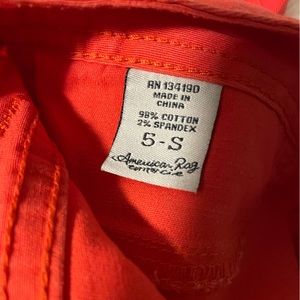 RN 134190
MADE IN
CHINA
98% COTTON
2% SPANDEX
5-S
American Rag